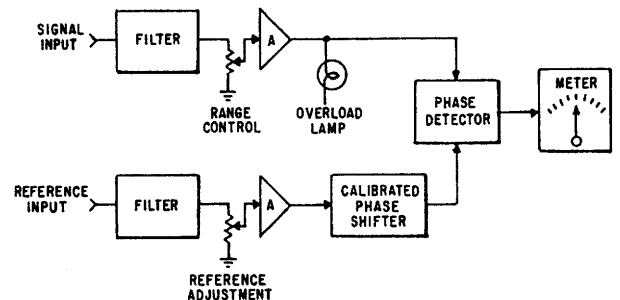 SIGNAL
INPUT
FILTER
A
RANGE
CONTROL
OVERLOAD
LAMP
PHASE
DETECTOR
METER
REFERENCE
INPUT
FILTER
A
CALIBRATED
PHASE
SHIFTER
REFERENCE
ADJUSTMENT